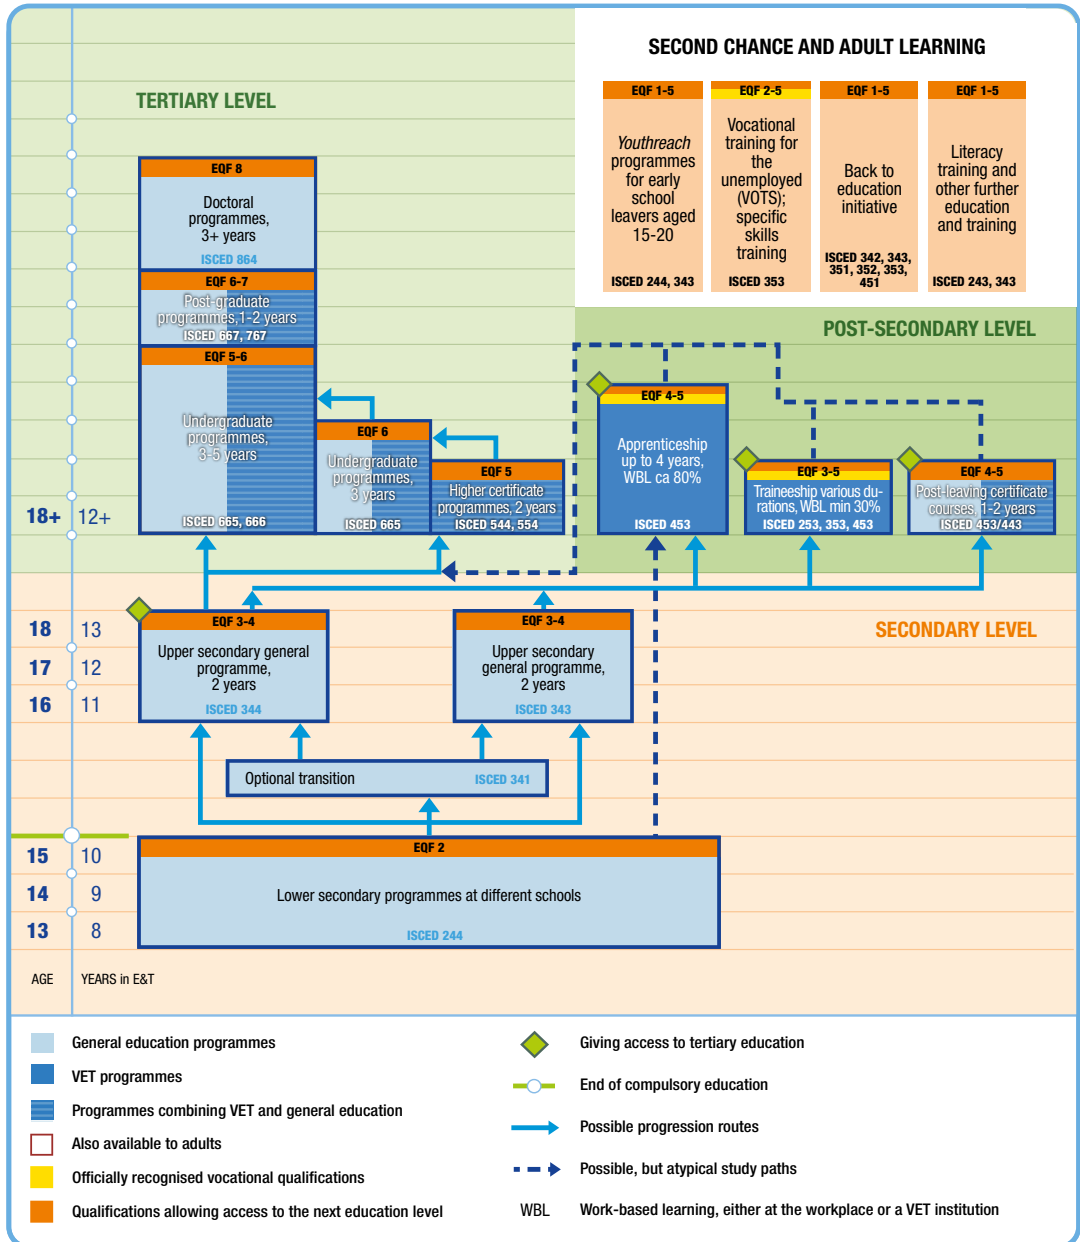 SECOND CHANCE AND ADULT LEARNING
TERTIARY LEVEL
EQF 1-5
Youthreach
programmes
for early
school
leavers aged
15-20
ISCED 244, 343
EQF 2-5
Vocational
training for
the
unemployed
(VOTS);
specific
skills
training
ISCED 353
EQF 1-5
Back to
education
initiative
ISCED 342, 343,
351, 352, 353,
451
EQF 1-5
Literacy
training and
other further
education
and training
ISCED 243, 343
EQF 8
Doctoral
programmes,
3+ years
ISCED 864
EQF 6-7
Post-graduate
programmes,1-2 years
ISCED 667, 767
EQF 5-6
Undergraduate
programmes,
3-5 years
ISCED 665, 666
EQF 6
Undergraduate
programmes,
3 years
ISCED 665
EQF 5
Higher certificate
programmes, 2 years
ISCED 544, 554
POST-SECONDARY LEVEL
EQF 4-5
Apprenticeship
up to 4 years,
WBL ca 80%
ISCED 453
EQF 3-5
Traineeship various du-
rations, WBL min 30%
ISCED 253, 353, 453
EQF 4-5
Post-leaving certificate
courses, 1-2 years
ISCED 453/443
18+ 12+
SECONDARY LEVEL
18 13
17 12
16 11
EQF 3-4
Upper secondary general
programme,
2 years
ISCED 344
EQF 3-4
Upper secondary
general programme,
2 years
ISCED 343
Optional transition ISCED 341
15 10
14 9
13 8
EQF 2
Lower secondary programmes at different schools
ISCED 244
AGE YEARS in E&T
General education programmes
VET programmes
Programmes combining VET and general education
Also available to adults
Officially recognised vocational qualifications
Qualifications allowing access to the next education level
Giving access to tertiary education
End of compulsory education
Possible progression routes
Possible, but atypical study paths
WBL Work-based learning, either at the workplace or a VET institution